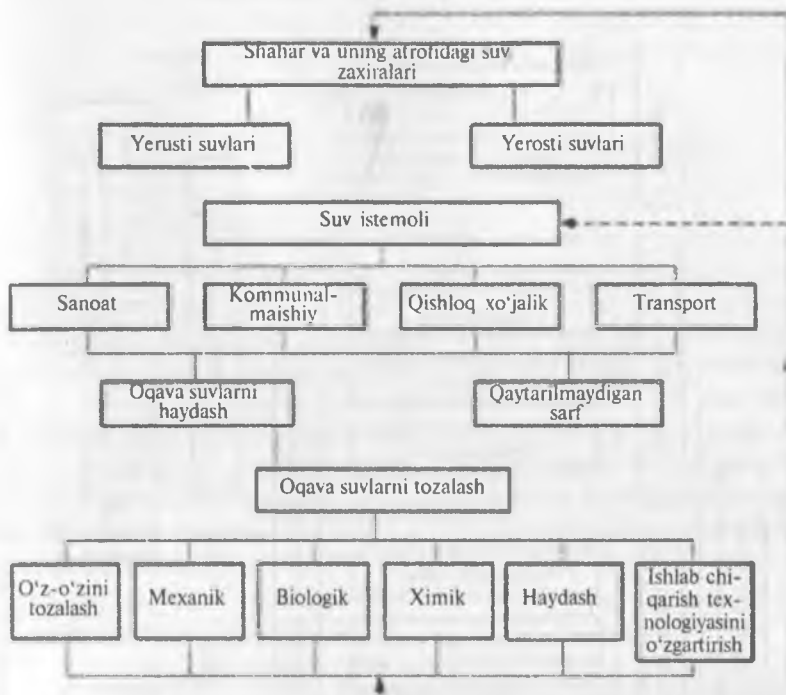 Shahar va uning atrofidagi suv
zaxiralari
Yerusti suvlari
Yerosti suvlari
Suv istemoli
Sanoat
Kommunal-
maishiy
Qishloq xo‘jalik
Transport
Oqava suvlarni
haydash
Qaytarilmaydigan
sarf
Oqava suvlarni tozalash
O‘z-o‘zini
tozalash
Mexanik
Biologik
Ximik
Haydash
Ishlab chi-
qarish tex-
nologiyasini
o‘zgartirish